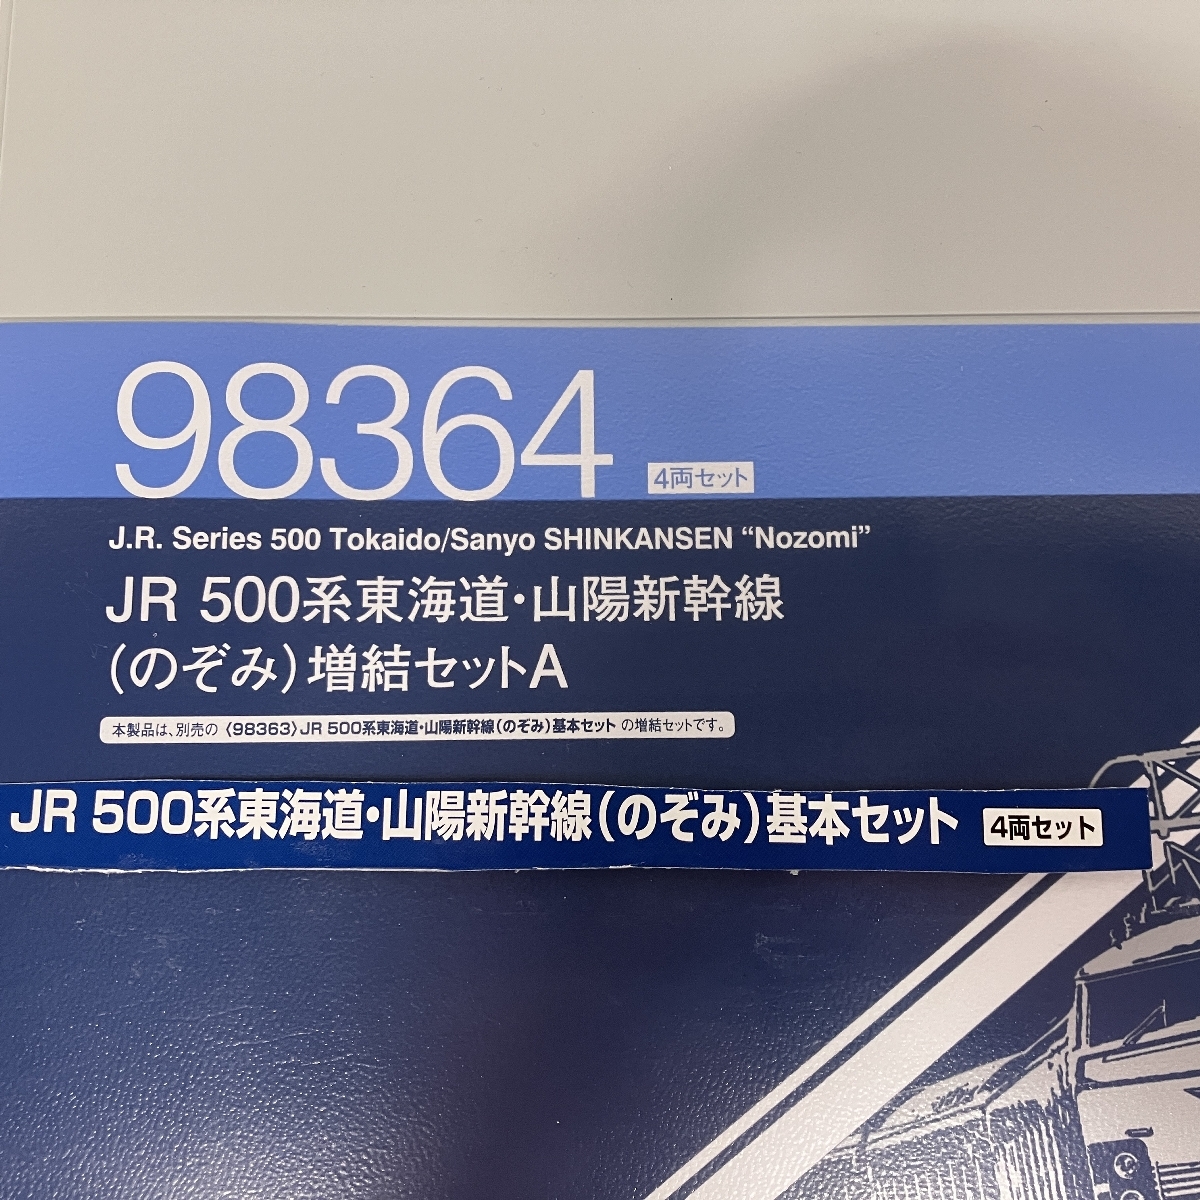 98364
4両セット
J.R. Series 500 Tokaido/Sanyo SHINKANSEN “Nozomi”
JR 500系東海道・山陽新幹線
(のぞみ)増結セットA
本製品は、別売の〈98363〉JR 500系東海道・山陽新幹線(のぞみ)基本セット の増結セットです。
JR 500系東海道・山陽新幹線(のぞみ)基本セット 4両セット